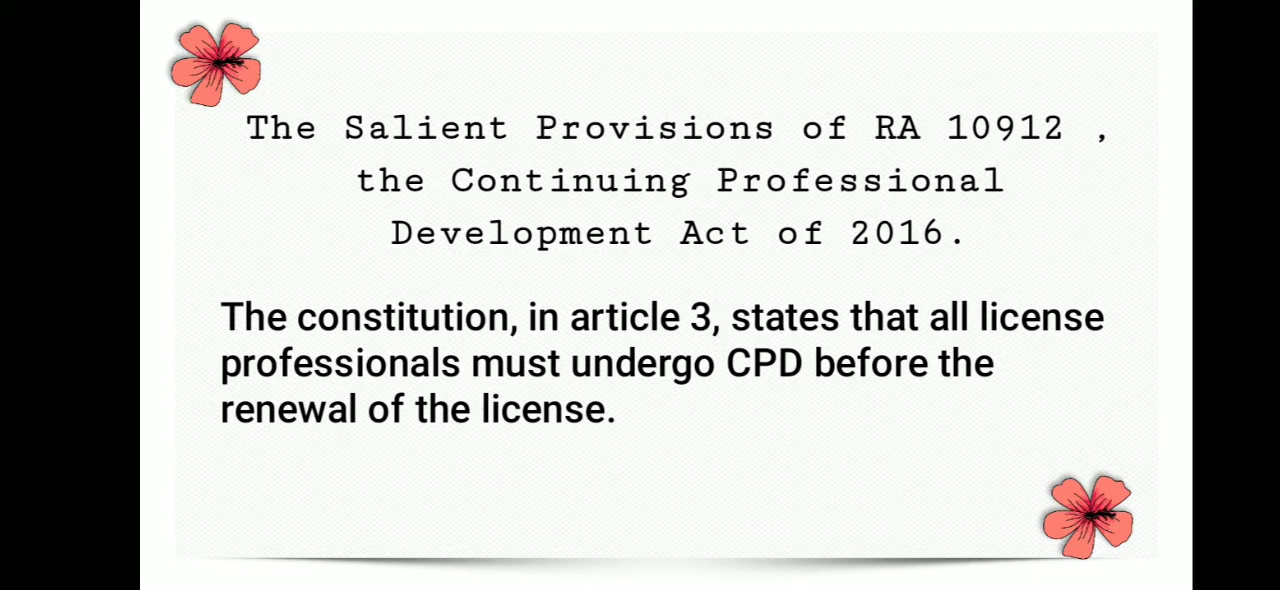 The Salient Provisions of RA 10912 ,
the Continuing Professional
Development Act of 2016.
The constitution, in article 3, states that all license
professionals must undergo CPD before the
renewal of the license.